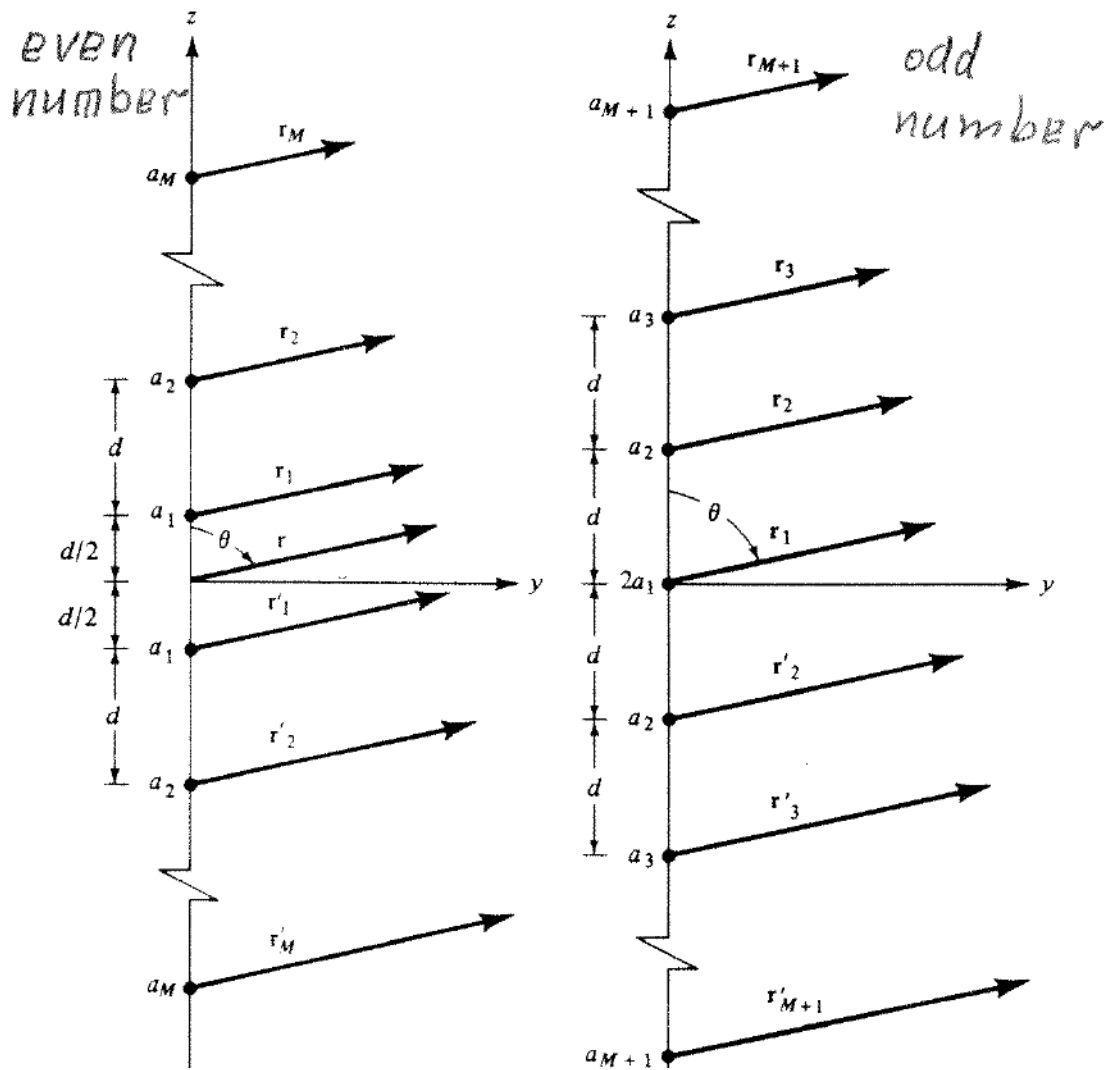 even
number
z
r_M
a_M
r_2
a_2
d
r_1
a_1
d/2
θ
r
y
d/2
r'_1
a_1
d
r'_2
a_2
r'_M
a_M
z
odd
number
r_{M+1}
a_{M+1}
r_3
a_3
d
r_2
a_2
d
θ
r_1
2a_1
y
d
r'_2
a_2
d
r'_3
a_3
r'_{M+1}
a_{M+1}